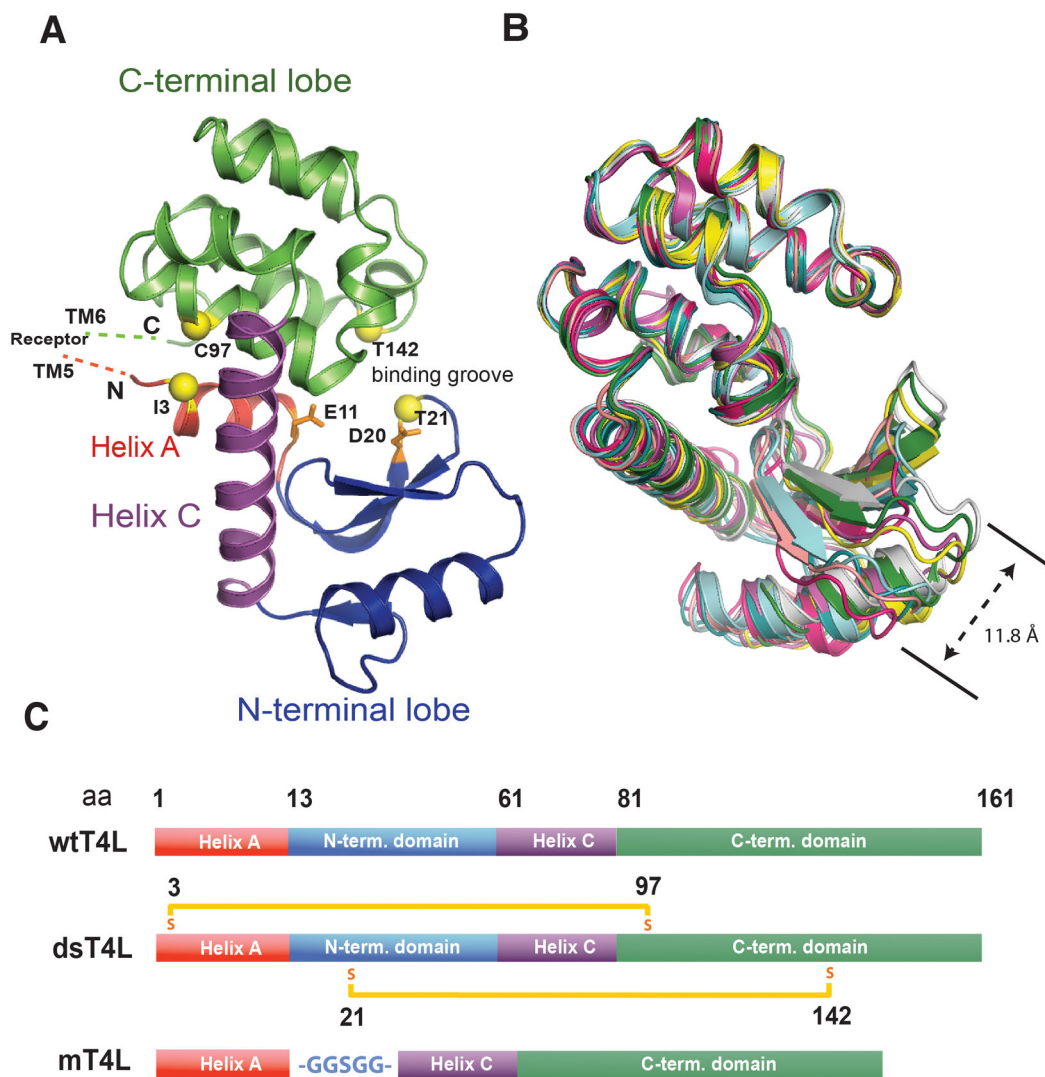 A
B
C-terminal lobe
TM6
C
Receptor
C97
T142
binding groove
TM5
N
I3
E11
T21
D20
Helix A
Helix C
11.8 Å
N-terminal lobe
C
aa 1 13 61 81 161
wtT4L Helix A N-term. domain Helix C C-term. domain
3 97
S S
dsT4L Helix A N-term. domain Helix C C-term. domain
S S
21 142
mT4L Helix A -GGSGG- Helix C C-term. domain